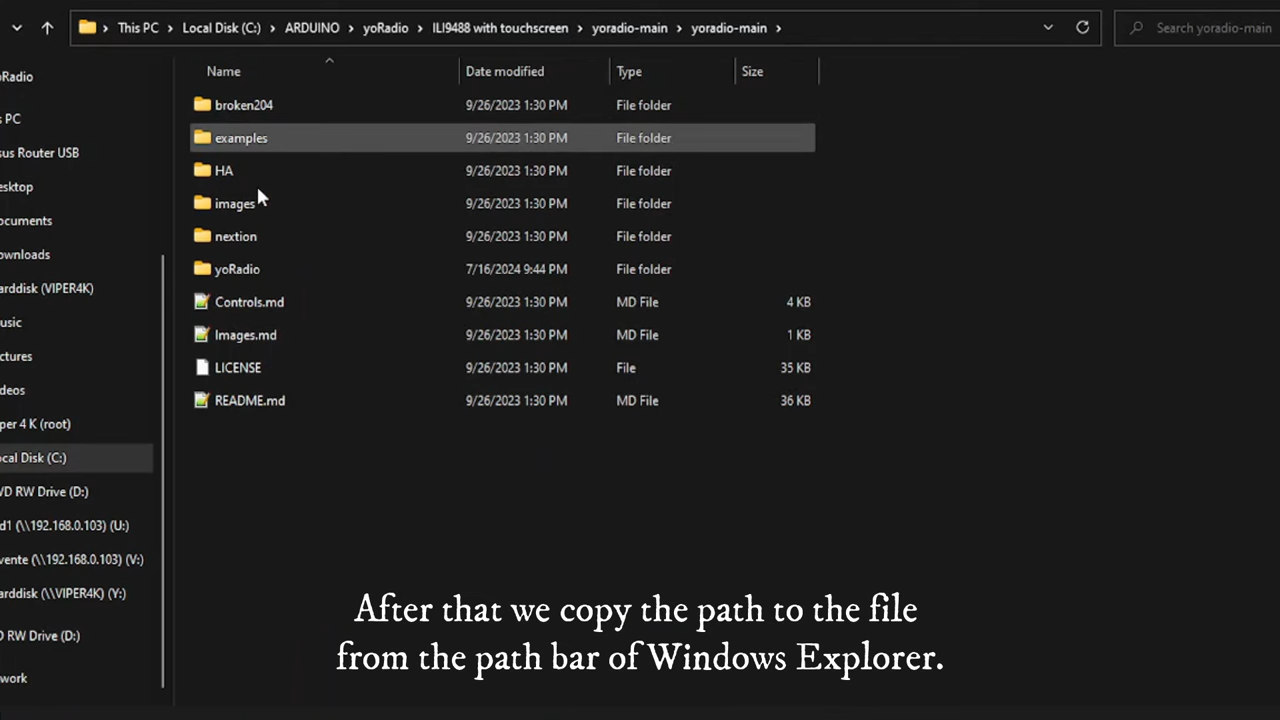 This PC > Local Disk (C:) > ARDUINO > yoRadio > ILI9488 with touchscreen > yoradio-main > yoradio-main >
Search yoradio-main
Name Date modified Type Size
broken204 9/26/2023 1:30 PM File folder
examples 9/26/2023 1:30 PM File folder
HA 9/26/2023 1:30 PM File folder
images 9/26/2023 1:30 PM File folder
nextion 9/26/2023 1:30 PM File folder
yoRadio 7/16/2024 9:44 PM File folder
Controls.md 9/26/2023 1:30 PM MD File 4 KB
Images.md 9/26/2023 1:30 PM MD File 1 KB
LICENSE 9/26/2023 1:30 PM File 35 KB
README.md 9/26/2023 1:30 PM MD File 36 KB
oRadio
s PC
sus Router USB
esktop
ocuments
ownloads
arddisk (VIPER4K)
usic
ctures
deos
per 4 K (root)
ocal Disk (C:)
VD RW Drive (D:)
d1 (\\192.168.0.103) (U:)
vente (\\192.168.0.103) (V:)
arddisk (\\VIPER4K) (Y:)
VD RW Drive (D:)
work
After that we copy the path to the file
from the path bar of Windows Explorer.